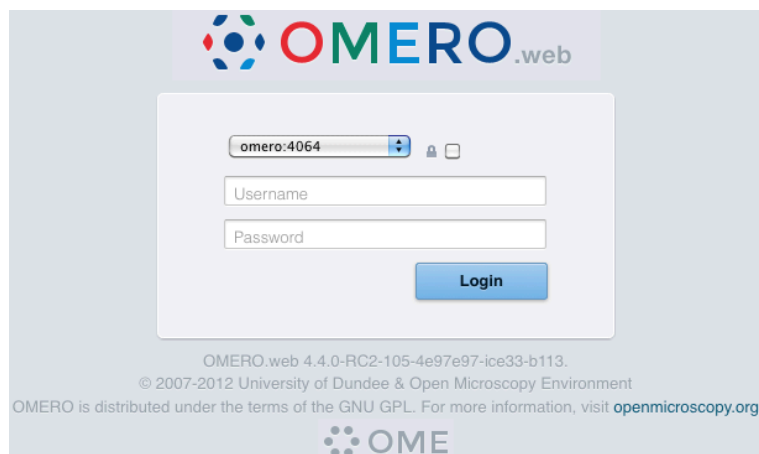 OMERO.web
omero:4064
Username
Password
Login
OMERO.web 4.4.0-RC2-105-4e97e97-ice33-b113.
© 2007-2012 University of Dundee & Open Microscopy Environment
OMERO is distributed under the terms of the GNU GPL. For more information, visit openmicroscopy.org
OME